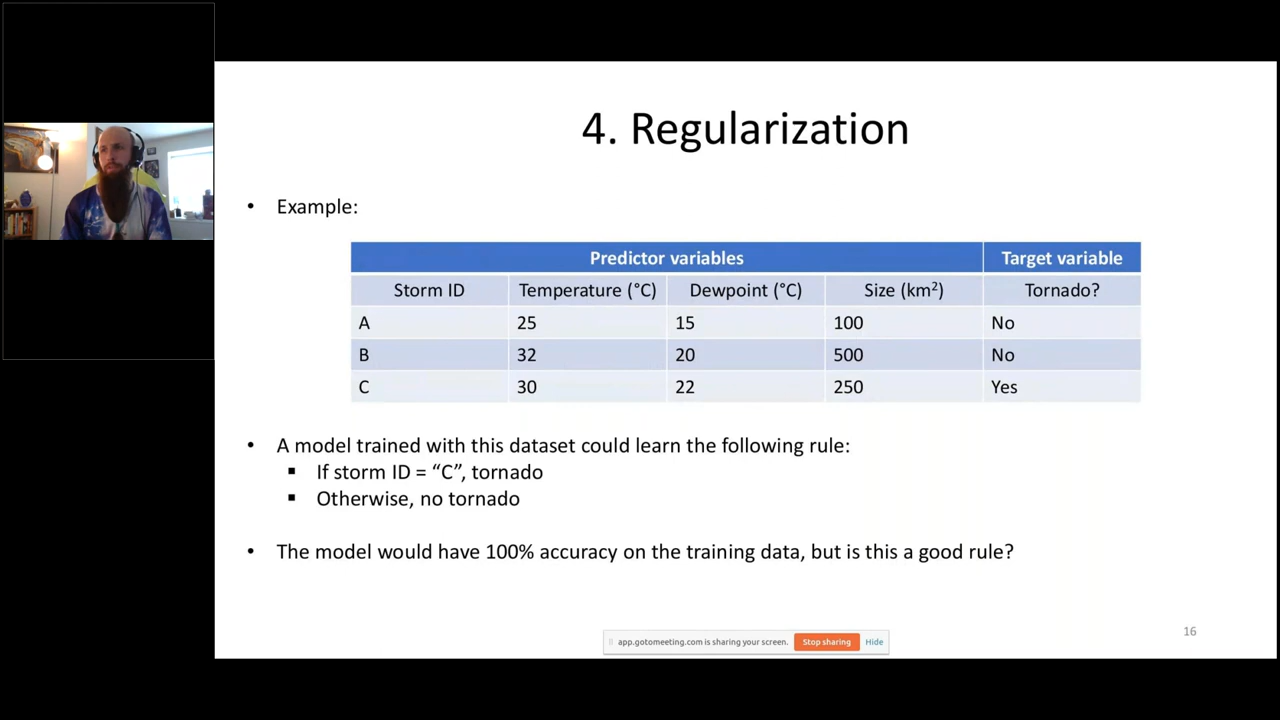 4. Regularization
• Example:
Predictor variables Target variable
Storm ID Temperature (°C) Dewpoint (°C) Size (km²) Tornado?
A 25 15 100 No
B 32 20 500 No
C 30 22 250 Yes
• A model trained with this dataset could learn the following rule:
▪ If storm ID = “C”, tornado
▪ Otherwise, no tornado
• The model would have 100% accuracy on the training data, but is this a good rule?
app.gotomeeting.com is sharing your screen. Stop sharing Hide
16